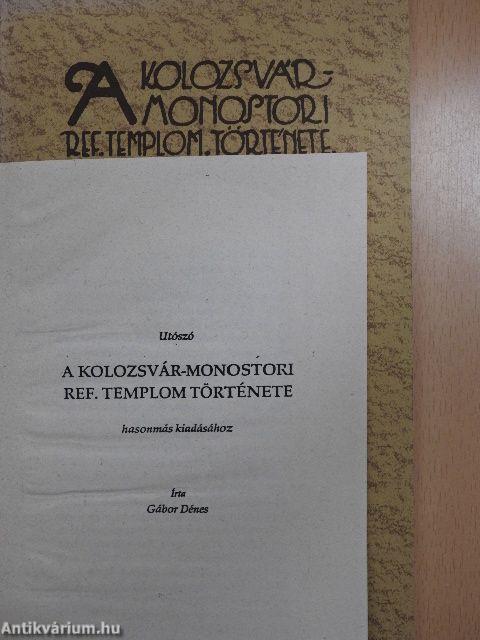 A KOLOZSVÁR-
MONOSTORI
REF. TEMPLOM. TÖRTÉNETE.
Utószó
A KOLOZSVÁR-MONOSTORI
REF. TEMPLOM TÖRTÉNETE
hasonmás kiadásához
Írta
Gábor Dénes
Antikvárium.hu